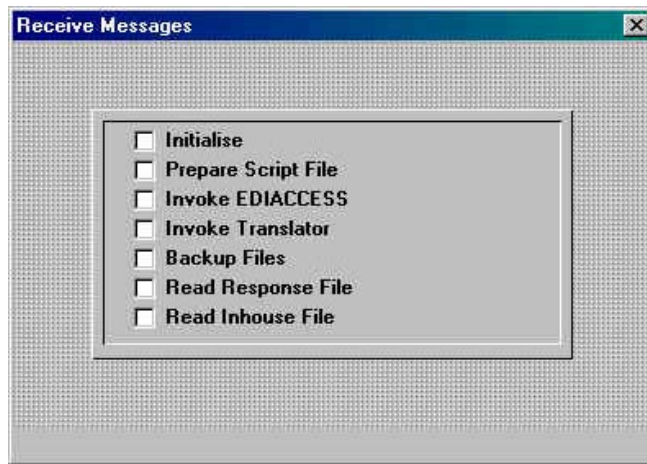 Receive Messages
Initialise
Prepare Script File
Invoke EDIACCESS
Invoke Translator
Backup Files
Read Response File
Read Inhouse File